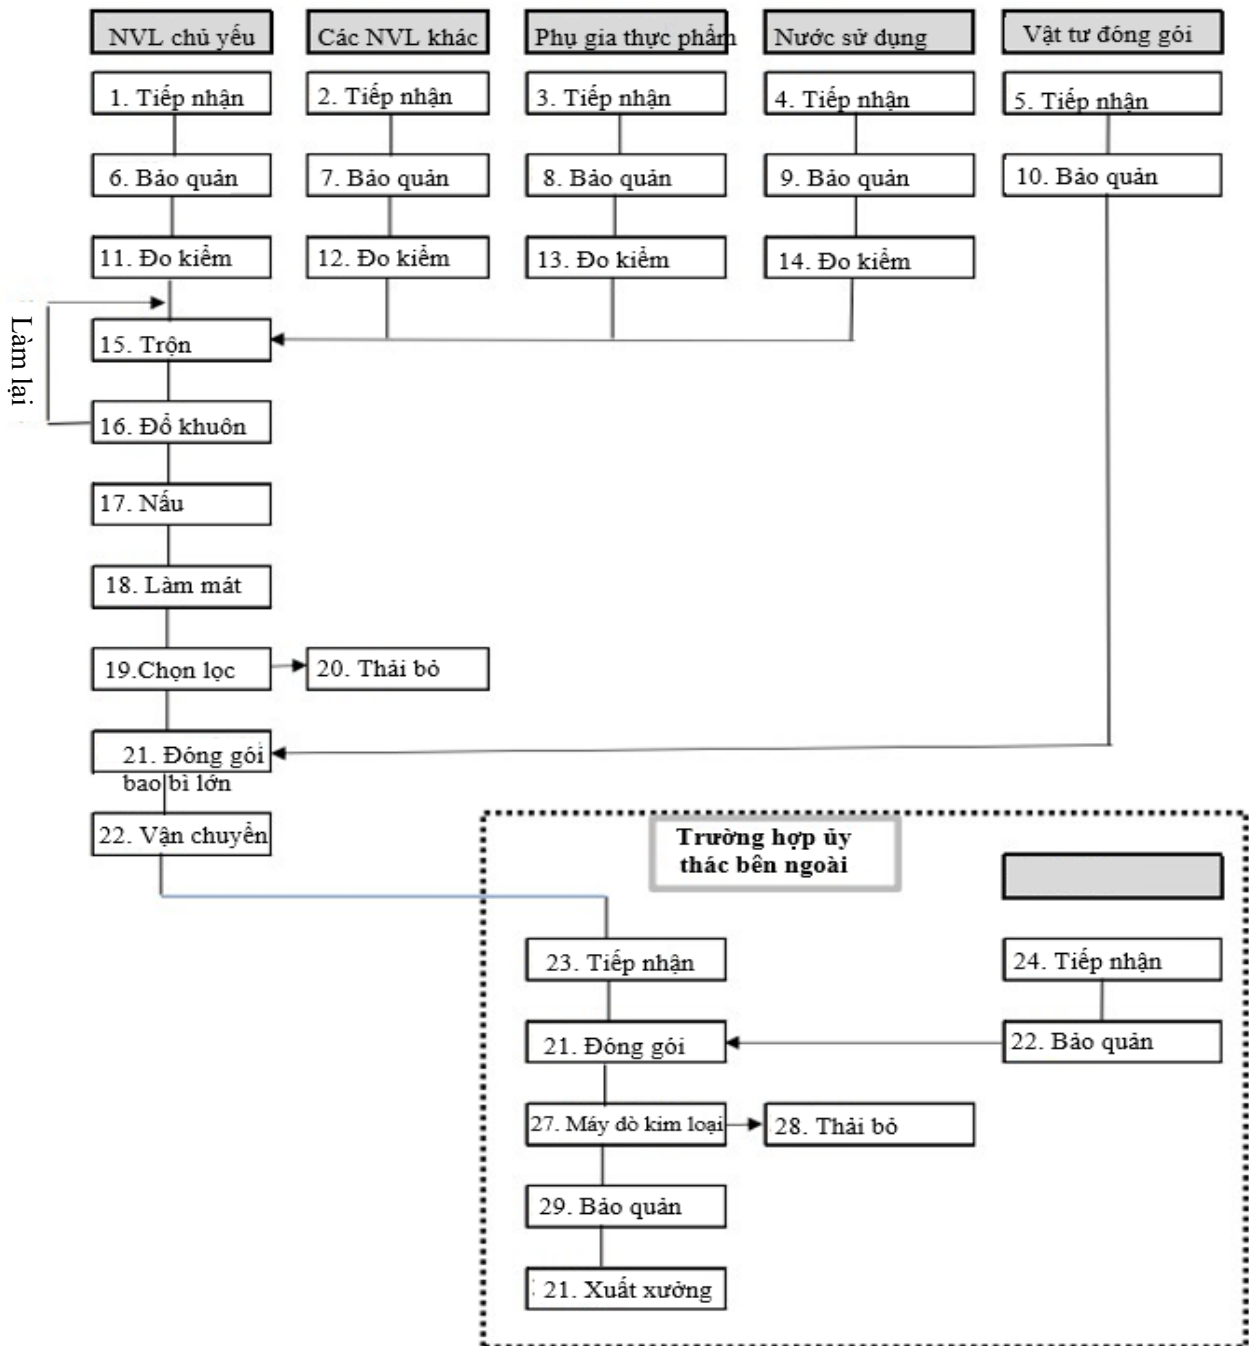 NVL chủ yếu
Các NVL khác
Phụ gia thực phẩm
Nước sử dụng
Vật tư đóng gói
1. Tiếp nhận
2. Tiếp nhận
3. Tiếp nhận
4. Tiếp nhận
5. Tiếp nhận
6. Bảo quản
7. Bảo quản
8. Bảo quản
9. Bảo quản
10. Bảo quản
11. Đo kiểm
12. Đo kiểm
13. Đo kiểm
14. Đo kiểm
Làm lại
15. Trộn
16. Đổ khuôn
17. Nấu
18. Làm mát
19.Chọn lọc
20. Thải bỏ
21. Đóng gói
bao bì lớn
22. Vận chuyển
Trường hợp ủy
thác bên ngoài
23. Tiếp nhận
24. Tiếp nhận
21. Đóng gói
22. Bảo quản
27. Máy dò kim loại
28. Thải bỏ
29. Bảo quản
21. Xuất xưởng